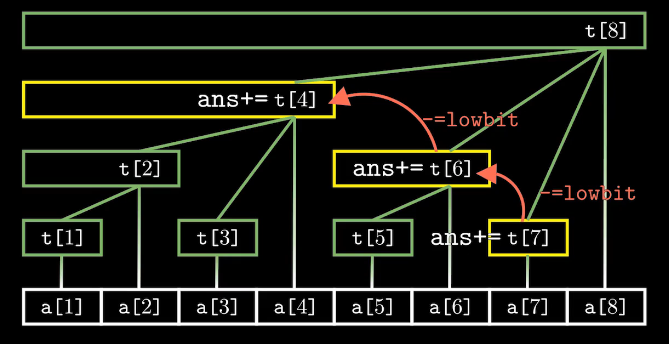 t[8]
ans+= t[4]
-=lowbit
t[2]
ans+= t[6]
-=lowbit
t[1]
t[3]
t[5]
ans+= t[7]
a[1] a[2] a[3] a[4] a[5] a[6] a[7] a[8]